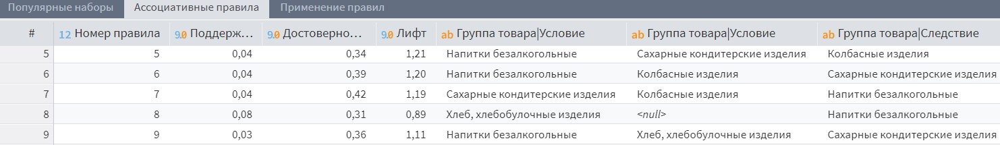 Популярные наборы Ассоциативные правила Применение правил
# 12 Номер правила 9.0 Поддерж... 9.0 Достоверно... 9.0 Лифт ab Группа товара|Условие ab Группа товара|Условие ab Группа товара|Следствие
5 5 0,04 0,34 1,21 Напитки безалкогольные Сахарные кондитерские изделия Колбасные изделия
6 6 0,04 0,39 1,20 Напитки безалкогольные Колбасные изделия Сахарные кондитерские изделия
7 7 0,04 0,42 1,19 Сахарные кондитерские изделия Колбасные изделия Напитки безалкогольные
8 8 0,08 0,31 0,89 Хлеб, хлебобулочные изделия <null> Напитки безалкогольные
9 9 0,03 0,36 1,11 Напитки безалкогольные Хлеб, хлебобулочные изделия Сахарные кондитерские изделия